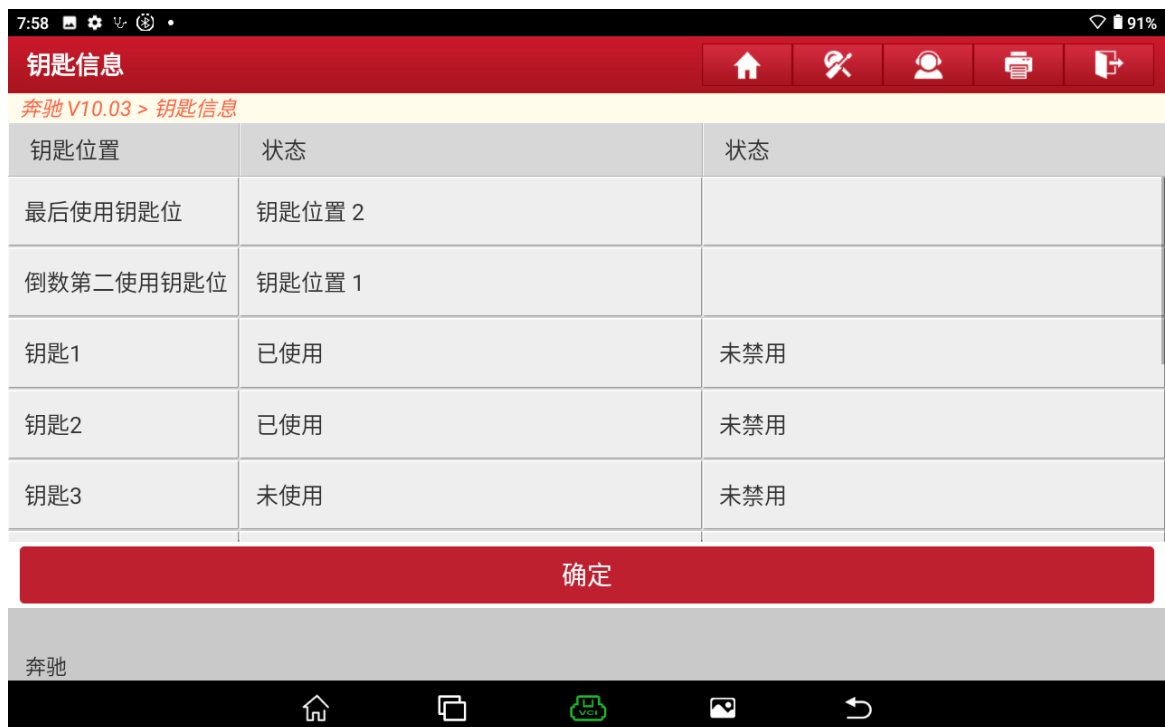 7:58 91%
钥匙信息
奔驰 V10.03 > 钥匙信息
钥匙位置 状态 状态
最后使用钥匙位 钥匙位置 2
倒数第二使用钥匙位 钥匙位置 1
钥匙1 已使用 未禁用
钥匙2 已使用 未禁用
钥匙3 未使用 未禁用
确定
奔驰
VCI